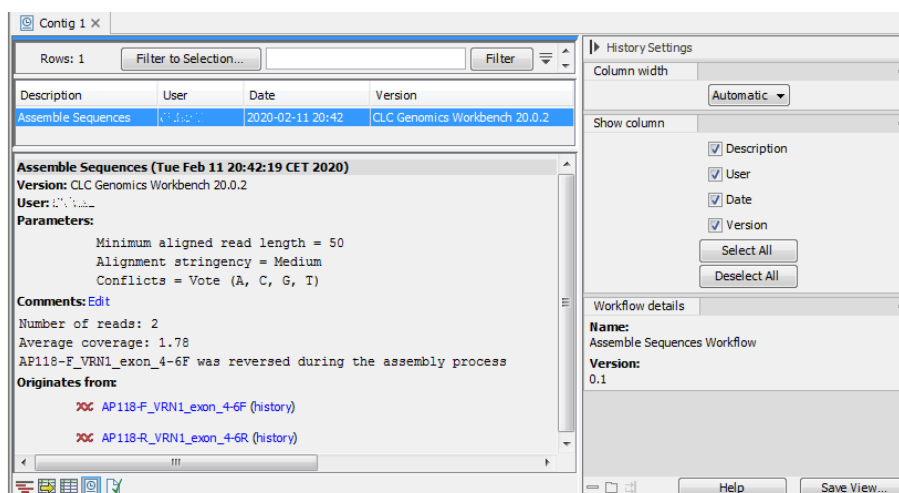 Contig 1
Rows: 1
Filter to Selection...
Filter
Description User Date Version
Assemble Sequences 2020-02-11 20:42 CLC Genomics Workbench 20.0.2
Assemble Sequences (Tue Feb 11 20:42:19 CET 2020)
Version: CLC Genomics Workbench 20.0.2
User:
Parameters:
Minimum aligned read length = 50
Alignment stringency = Medium
Conflicts = Vote (A, C, G, T)
Comments: Edit
Number of reads: 2
Average coverage: 1.78
AP118-F_VRN1_exon_4-6F was reversed during the assembly process
Originates from:
AP118-F_VRN1_exon_4-6F (history)
AP118-R_VRN1_exon_4-6R (history)
History Settings
Column width
Automatic
Show column
Description
User
Date
Version
Select All
Deselect All
Workflow details
Name:
Assemble Sequences Workflow
Version:
0.1
Help
Save View...